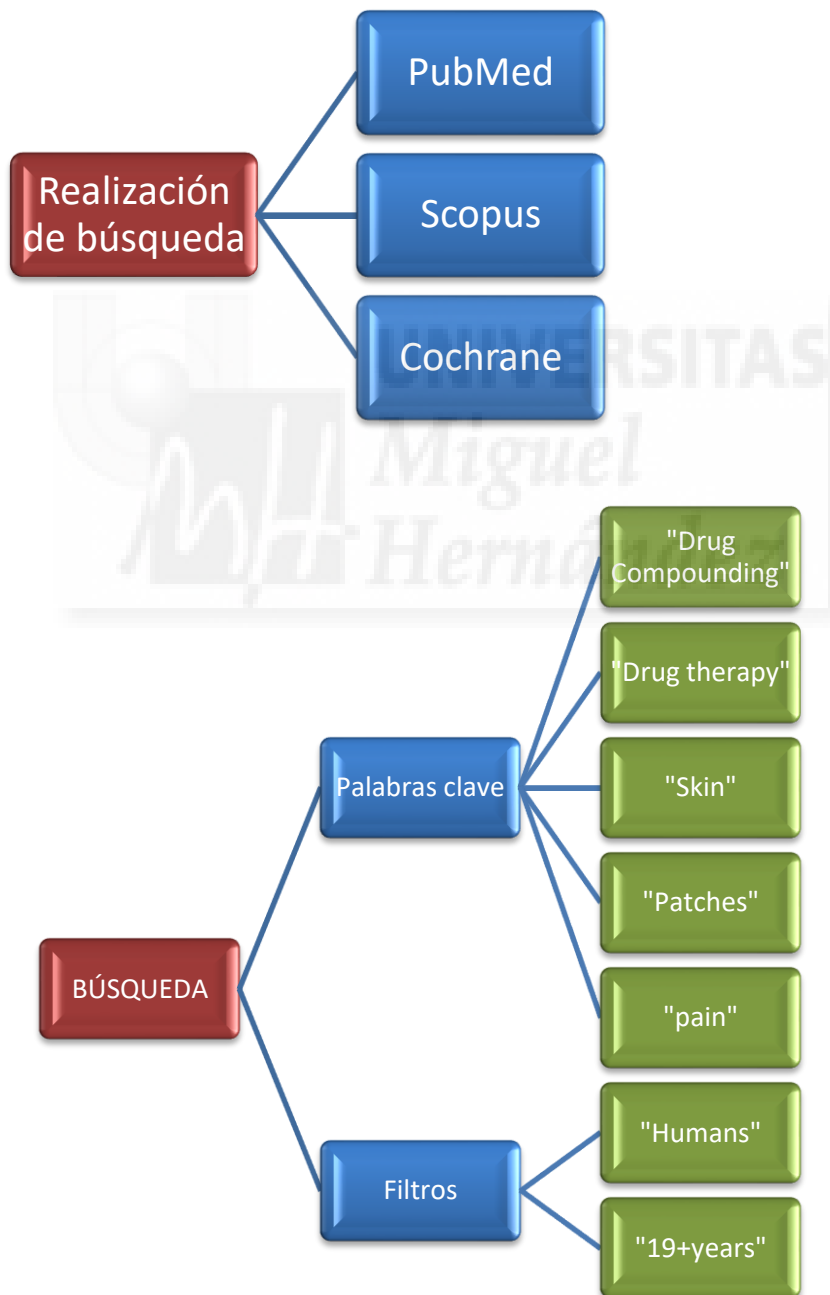 PubMed
Realización
de búsqueda
Scopus
Cochrane
UNIVERSITAS
Miguel
Hernández
"Drug
Compounding"
"Drug therapy"
Palabras clave
"Skin"
"Patches"
BÚSQUEDA
"pain"
Filtros
"Humans"
"19+years"